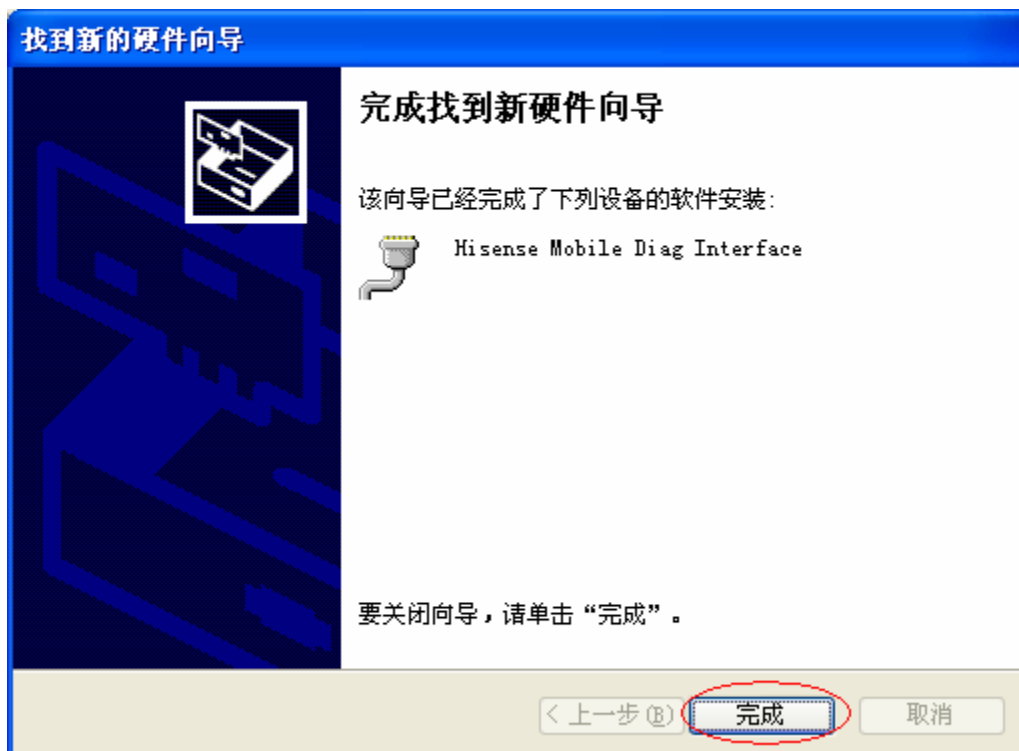 找到新的硬件向导
完成找到新硬件向导
该向导已经完成了下列设备的软件安装:
Hisense Mobile Diag Interface
要关闭向导,请单击“完成”。
< 上一步(B) 完成 取消